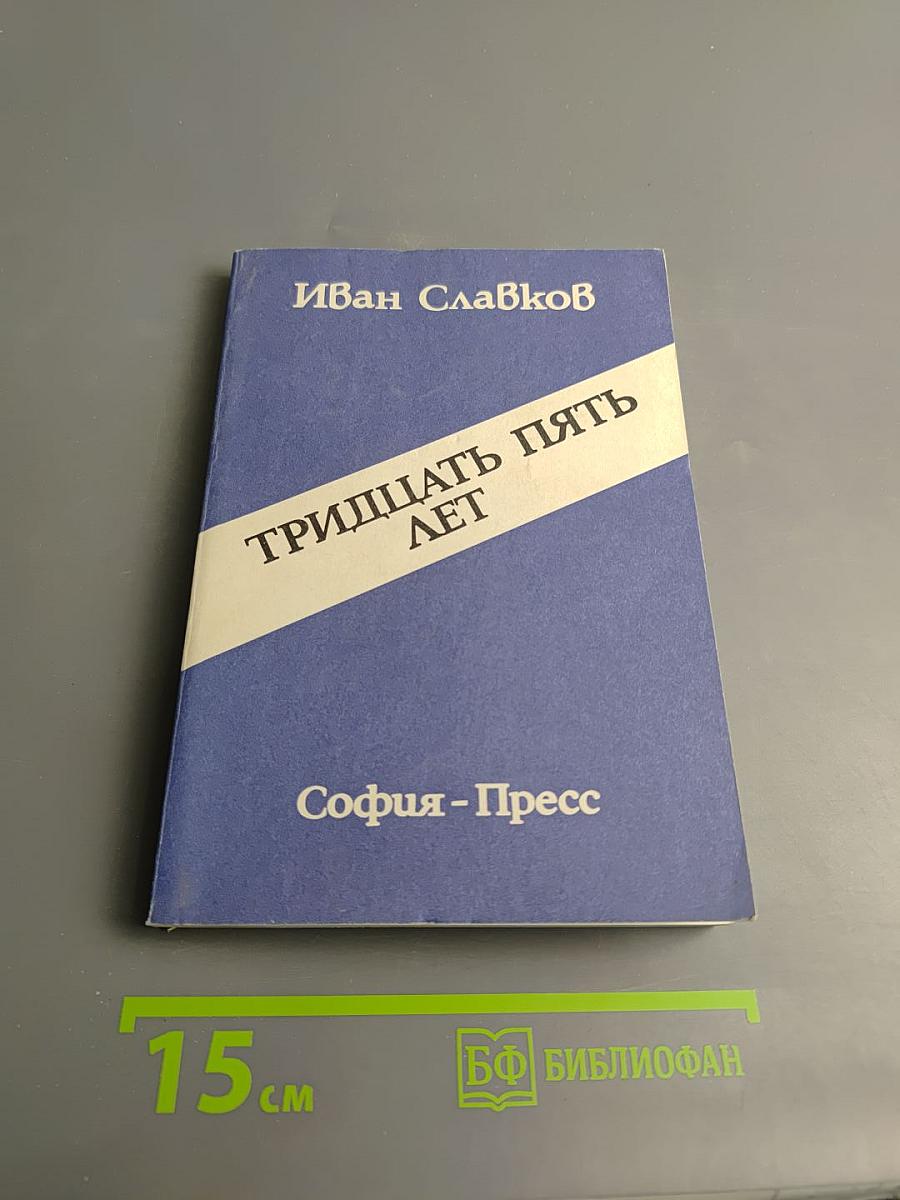 Иван Славков
ТРИДЦАТЬ ПЯТЬ
ЛЕТ
София-Пресс
15 см
БФ БИБЛИОФАН